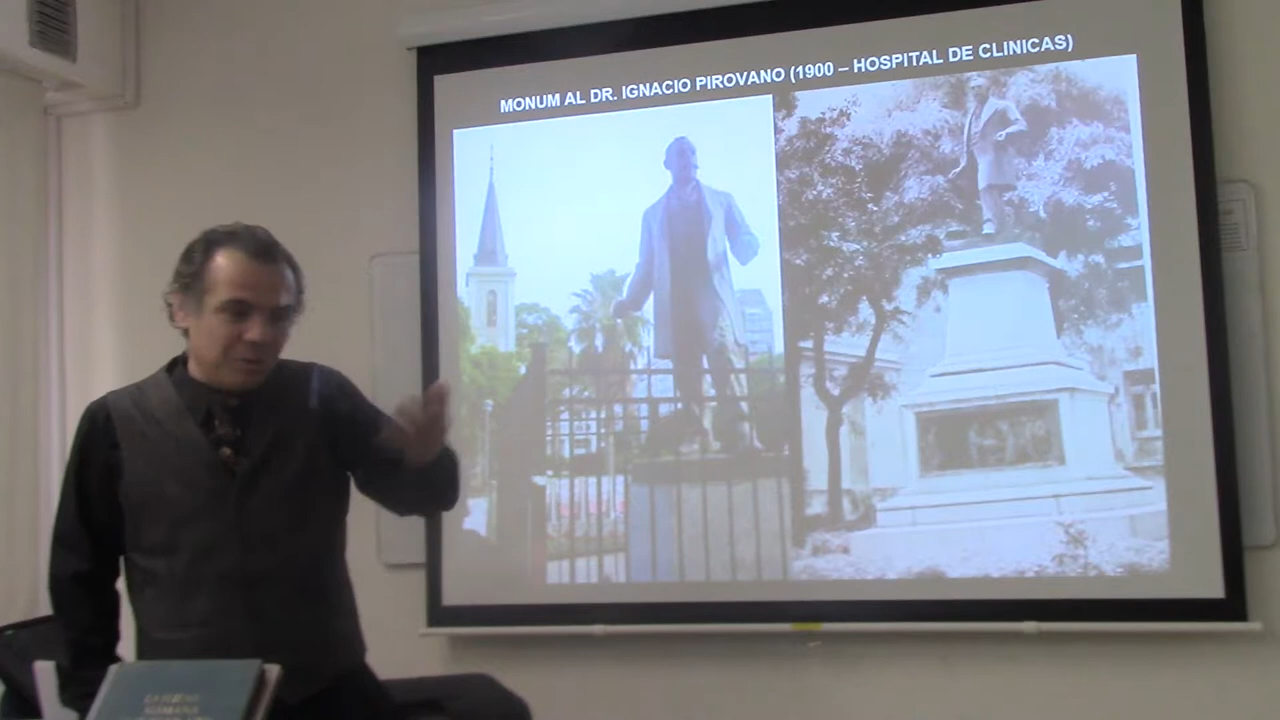 MONUM AL DR. IGNACIO PIROVANO (1900 – HOSPITAL DE CLINICAS)